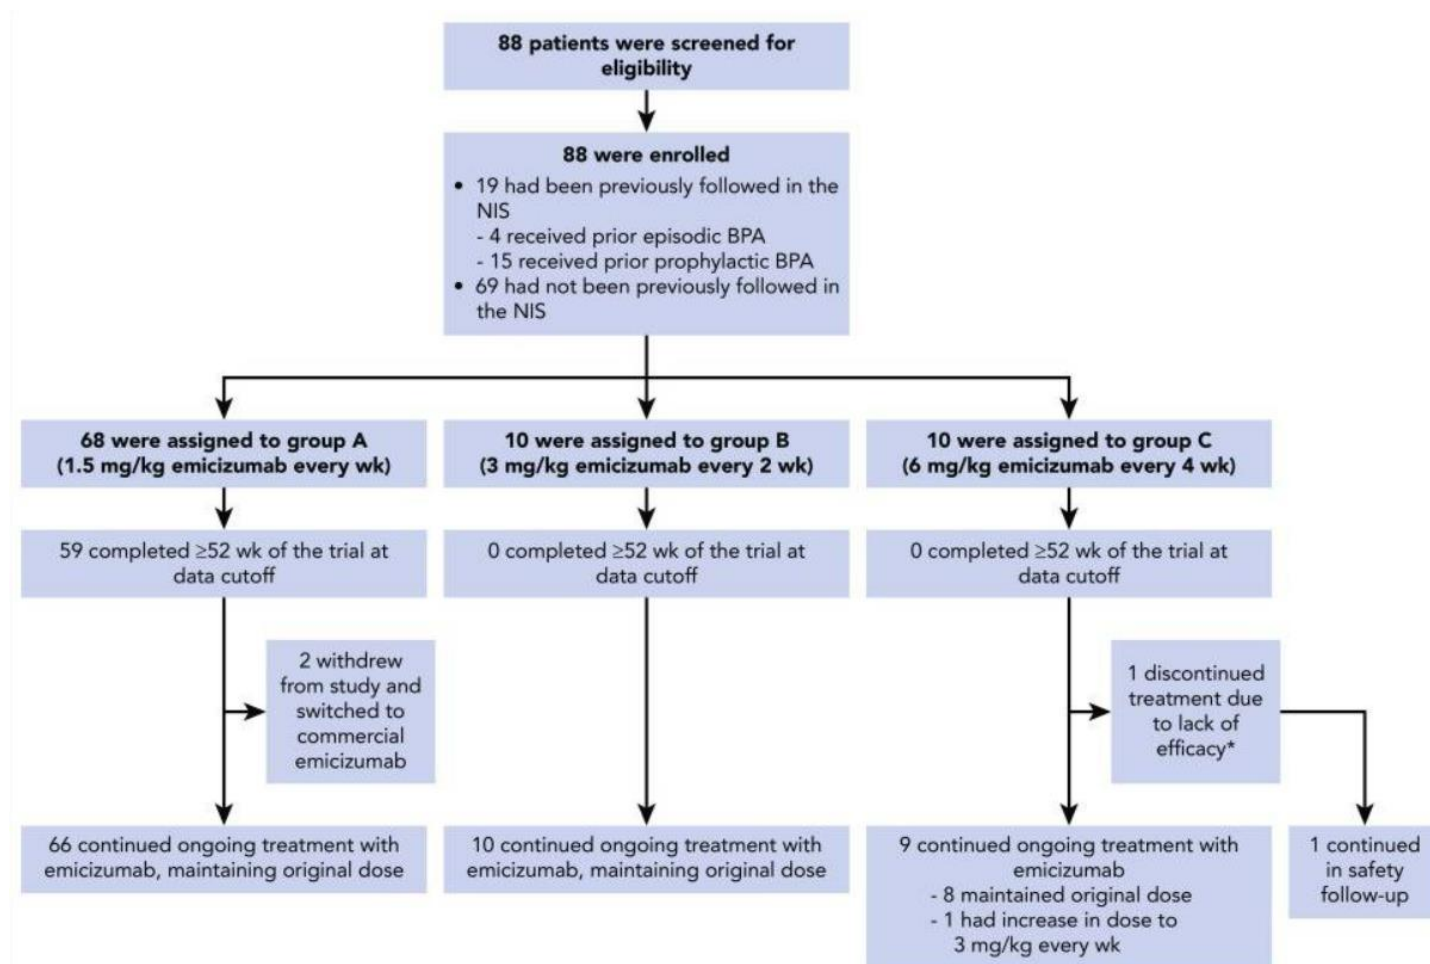 88 patients were screened for
eligibility
88 were enrolled
• 19 had been previously followed in the
NIS
- 4 received prior episodic BPA
- 15 received prior prophylactic BPA
• 69 had not been previously followed in
the NIS
68 were assigned to group A
(1.5 mg/kg emicizumab every wk)
10 were assigned to group B
(3 mg/kg emicizumab every 2 wk)
10 were assigned to group C
(6 mg/kg emicizumab every 4 wk)
59 completed ≥52 wk of the trial at
data cutoff
0 completed ≥52 wk of the trial at
data cutoff
0 completed ≥52 wk of the trial at
data cutoff
2 withdrew
from study and
switched to
commercial
emicizumab
1 discontinued
treatment due
to lack of
efficacy*
66 continued ongoing treatment with
emicizumab, maintaining original dose
10 continued ongoing treatment with
emicizumab, maintaining original dose
9 continued ongoing treatment with
emicizumab
- 8 maintained original dose
- 1 had increase in dose to
3 mg/kg every wk
1 continued
in safety
follow-up